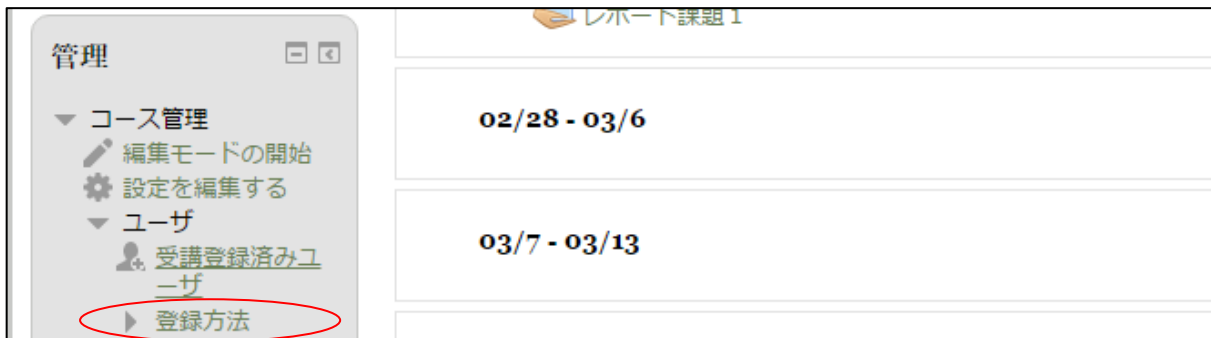 レポート課題1
管理
コース管理
編集モードの開始
設定を編集する
ユーザ
受講登録済みユ
ーザ
登録方法
02/28 - 03/6
03/7 - 03/13